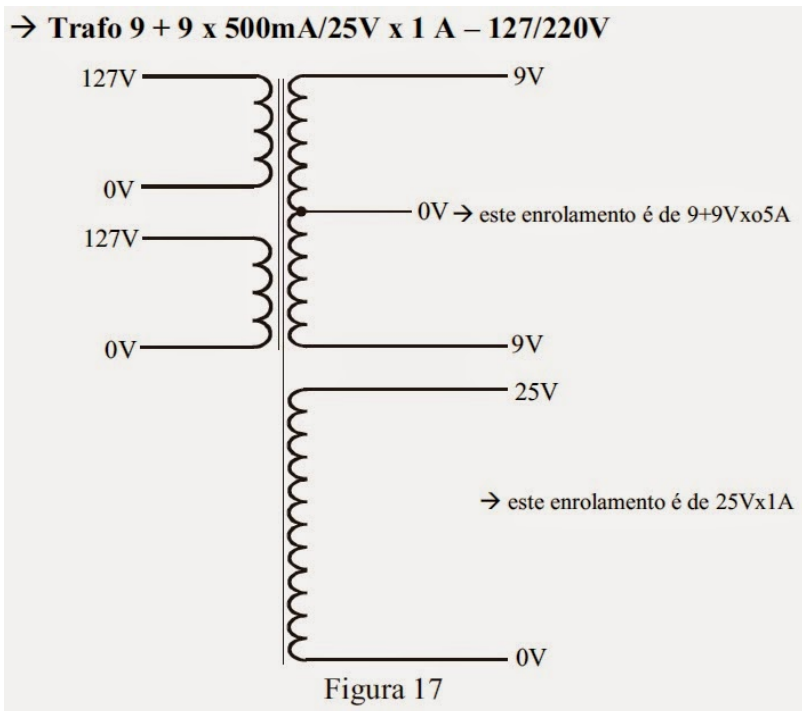 → Trafo 9 + 9 x 500mA/25V x 1 A – 127/220V
127V
9V
0V
0V → este enrolamento é de 9+9Vxo5A
127V
0V
9V
25V
→ este enrolamento é de 25Vx1A
0V
Figura 17